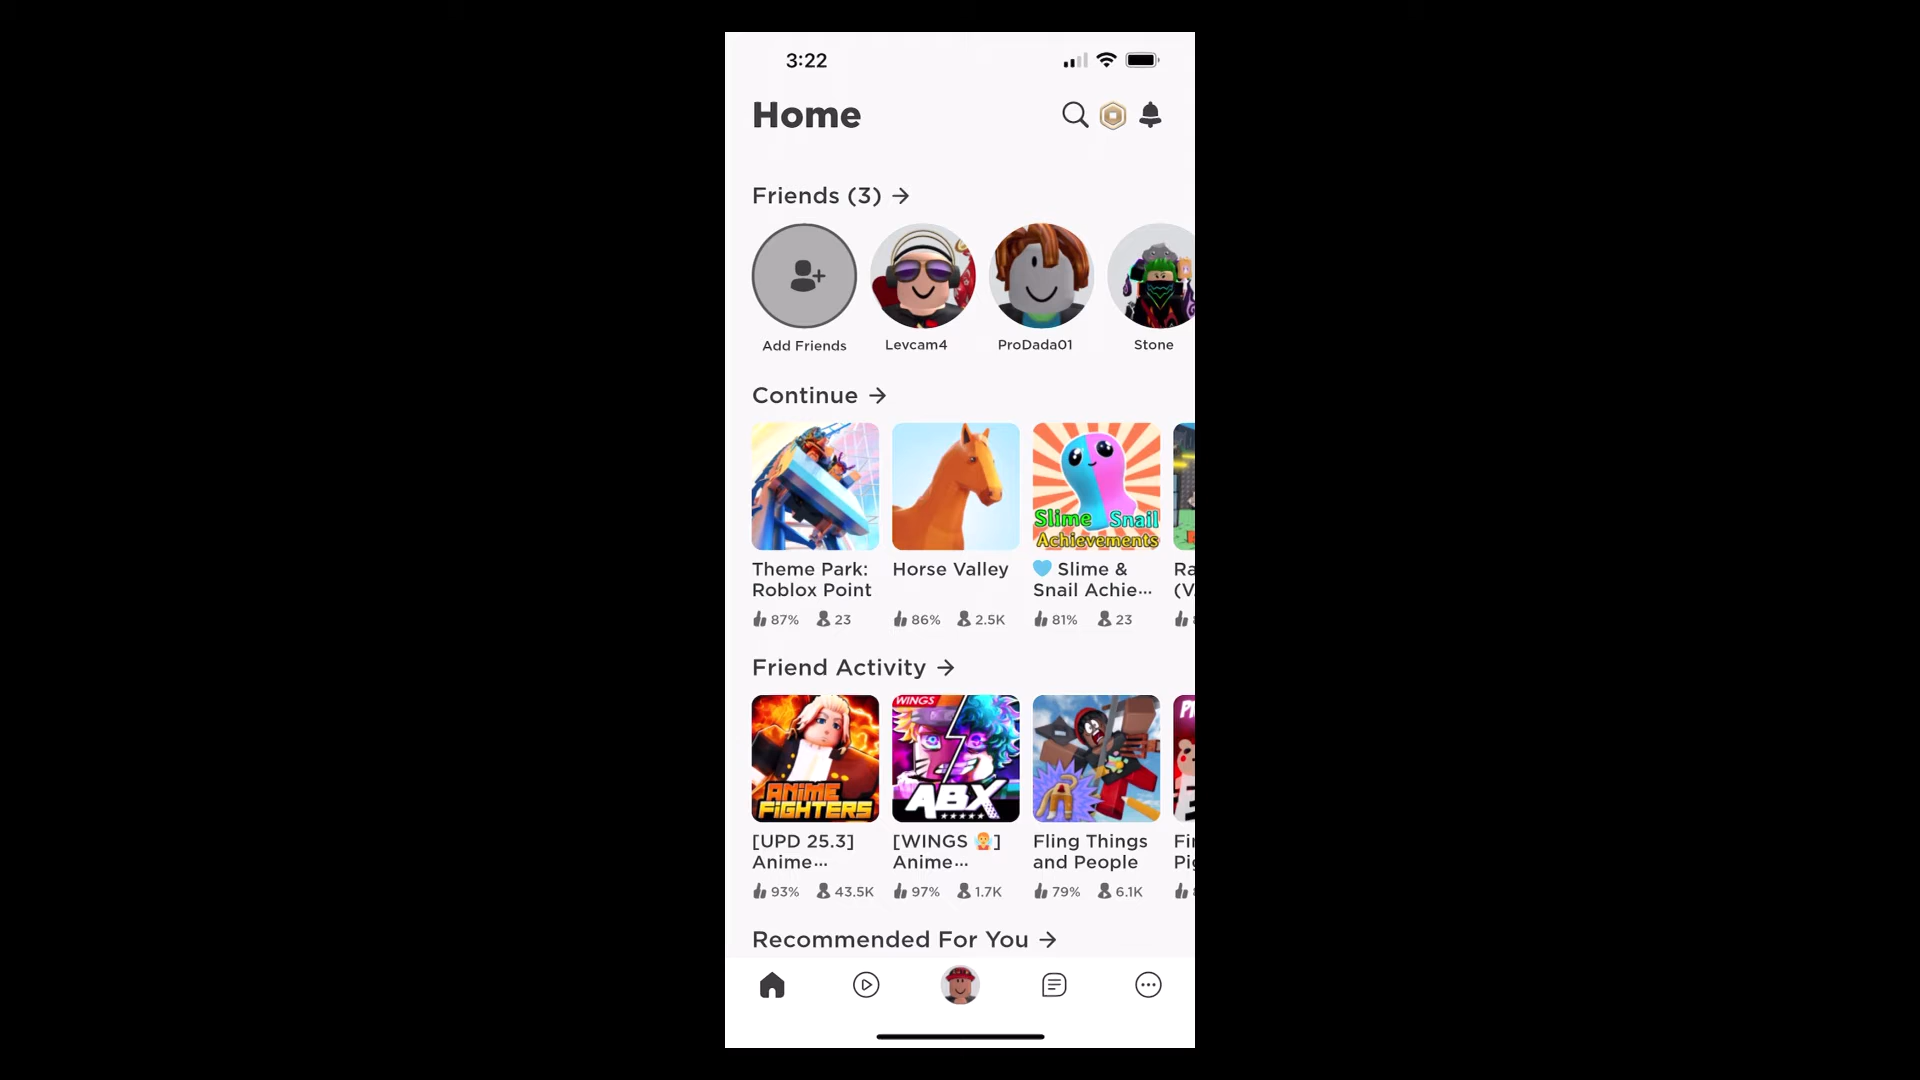 3:22
Home
Friends (3)
Add Friends
Levcam4
ProDada01
Stone
Continue
Slime Snail
Achievements
Theme Park:
Roblox Point
87% 23
Horse Valley
86% 2.5K
💙 Slime &
Snail Achie...
81% 23
Ra
(V
Friend Activity
ANIME
FIGHTERS
WINGS
ABX
[UPD 25.3]
Anime...
93% 43.5K
[WINGS 🧚]
Anime...
97% 1.7K
Fling Things
and People
79% 6.1K
Pig
Recommended For You